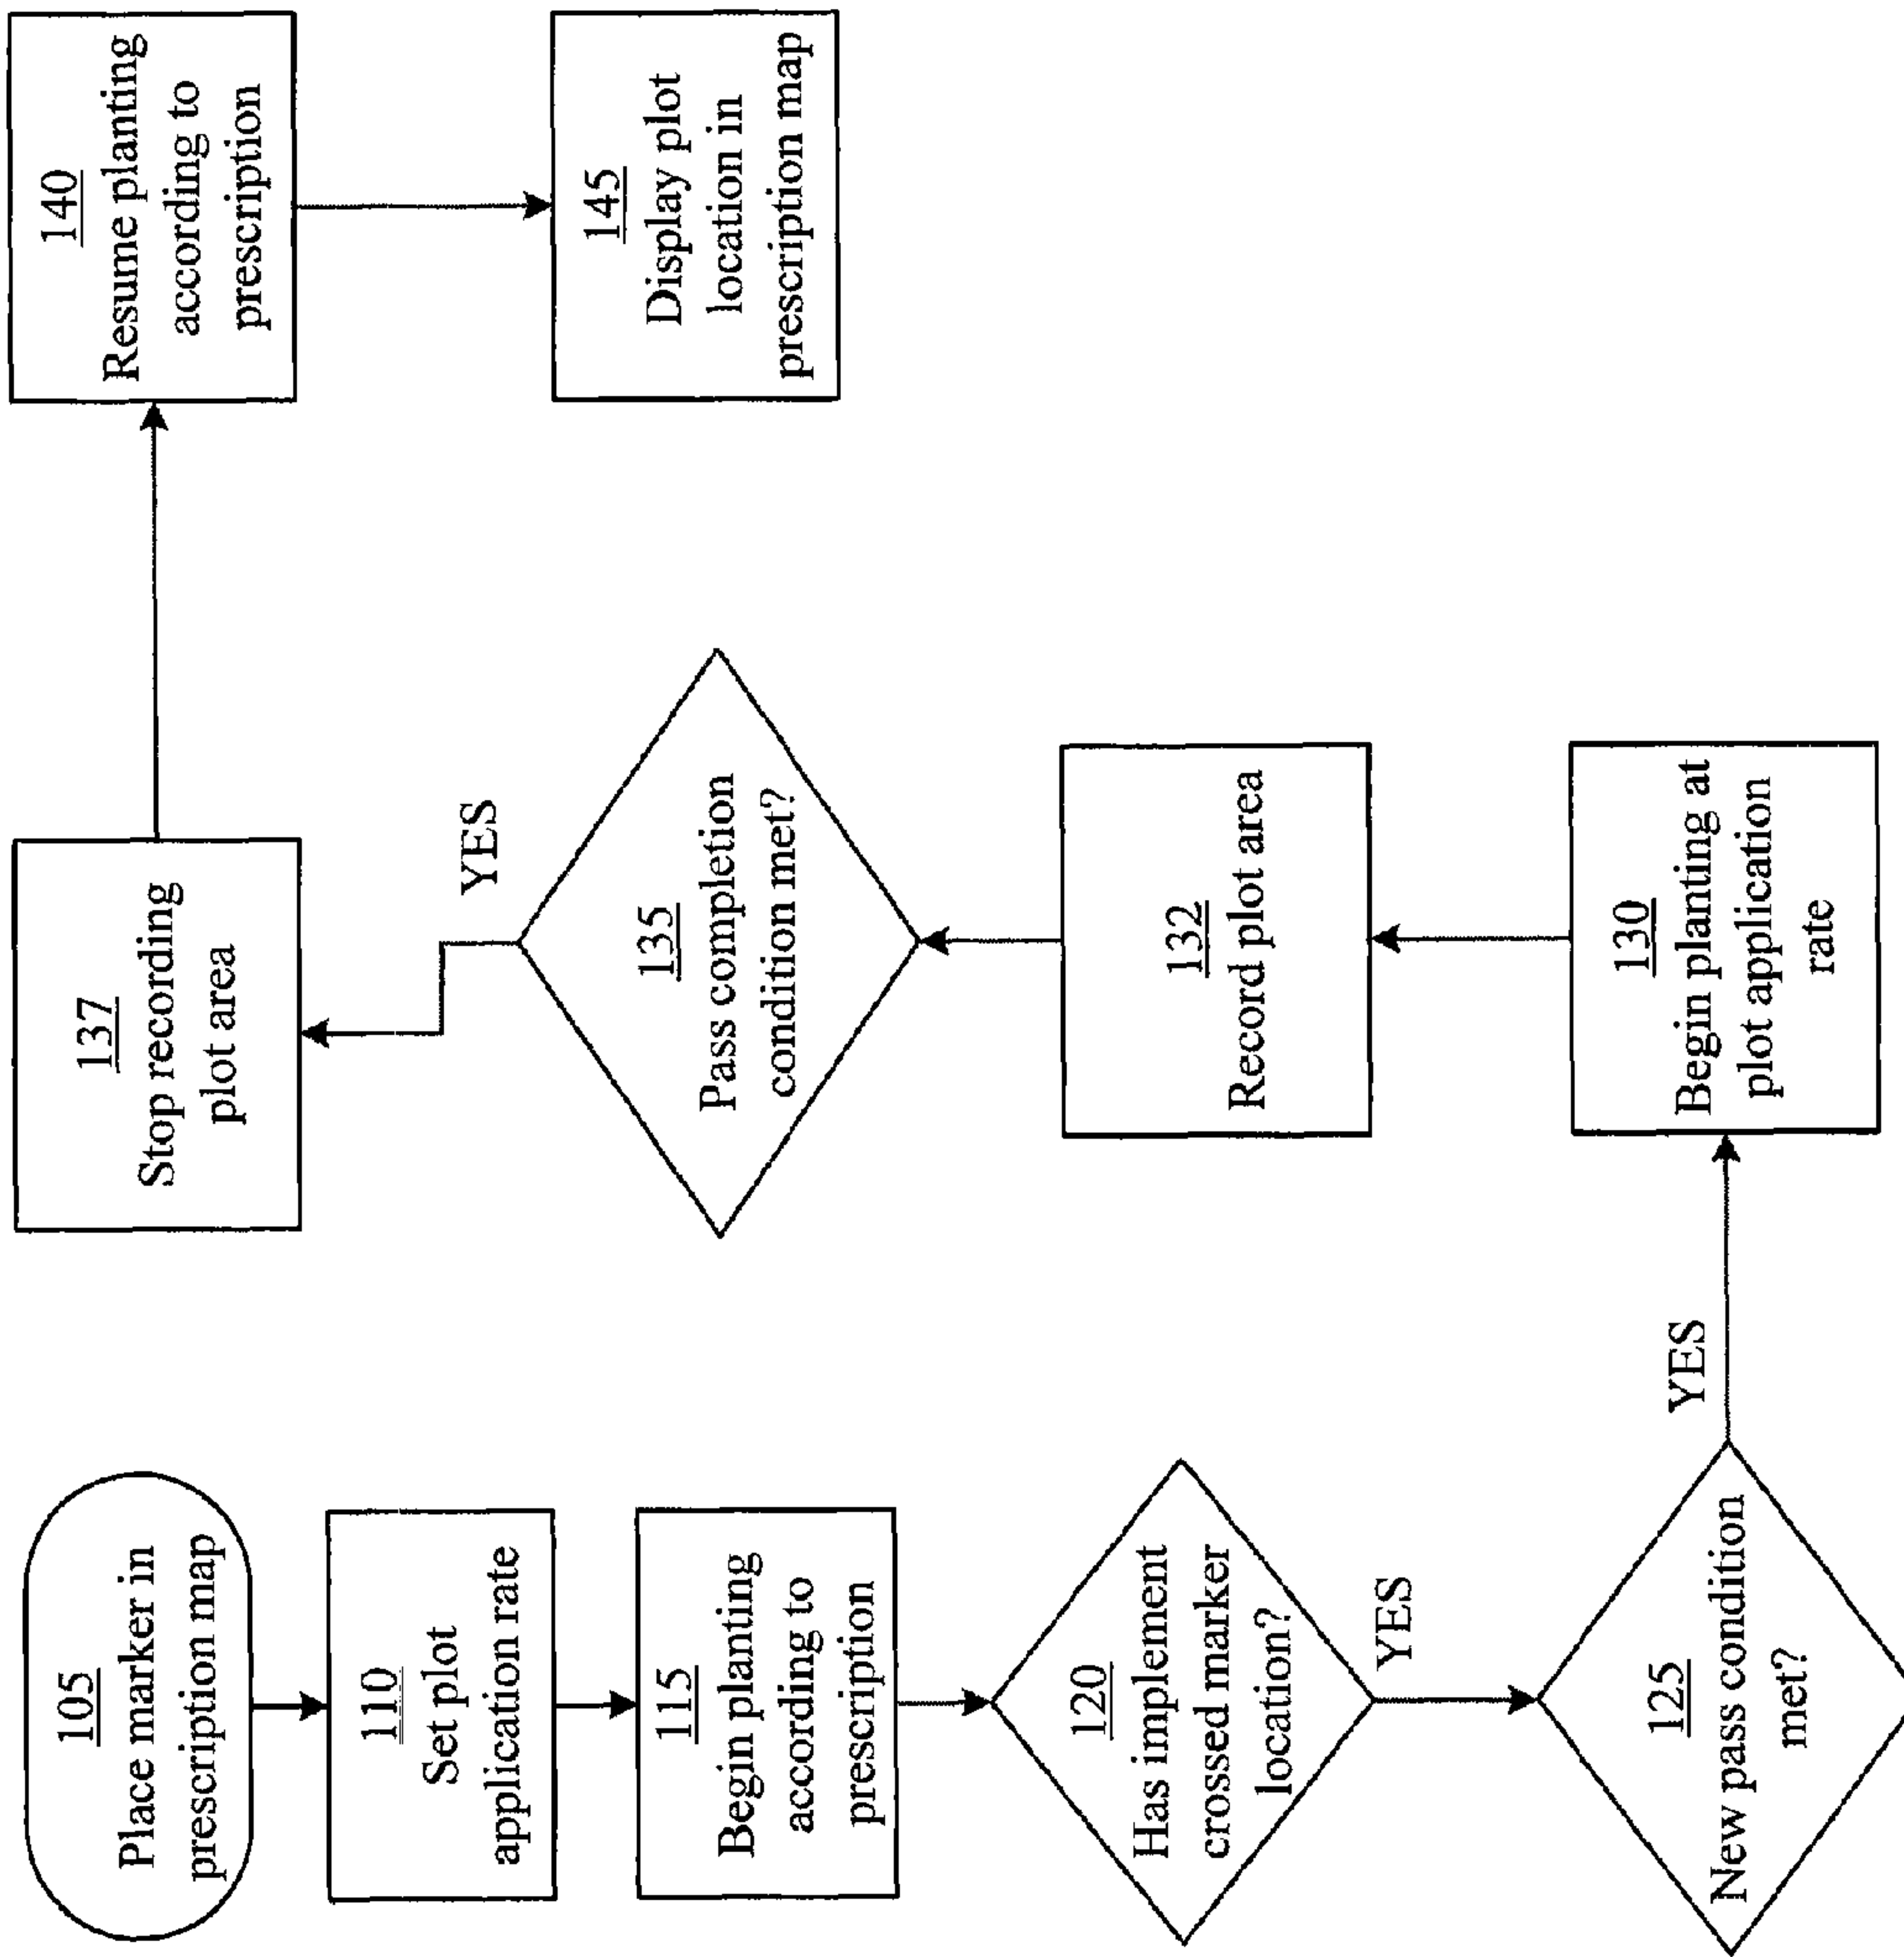 105
Place marker in
prescription map
110
Set plot
application rate
115
Begin planting
according to
prescription
120
Has implement
crossed marker
location?
YES
125
New pass condition
met?
YES
130
Begin planting at
plot application
rate
132
Record plot area
135
Pass completion
condition met?
YES
137
Stop recording
plot area
140
Resume planting
according to
prescription
145
Display plot
location in
prescription map